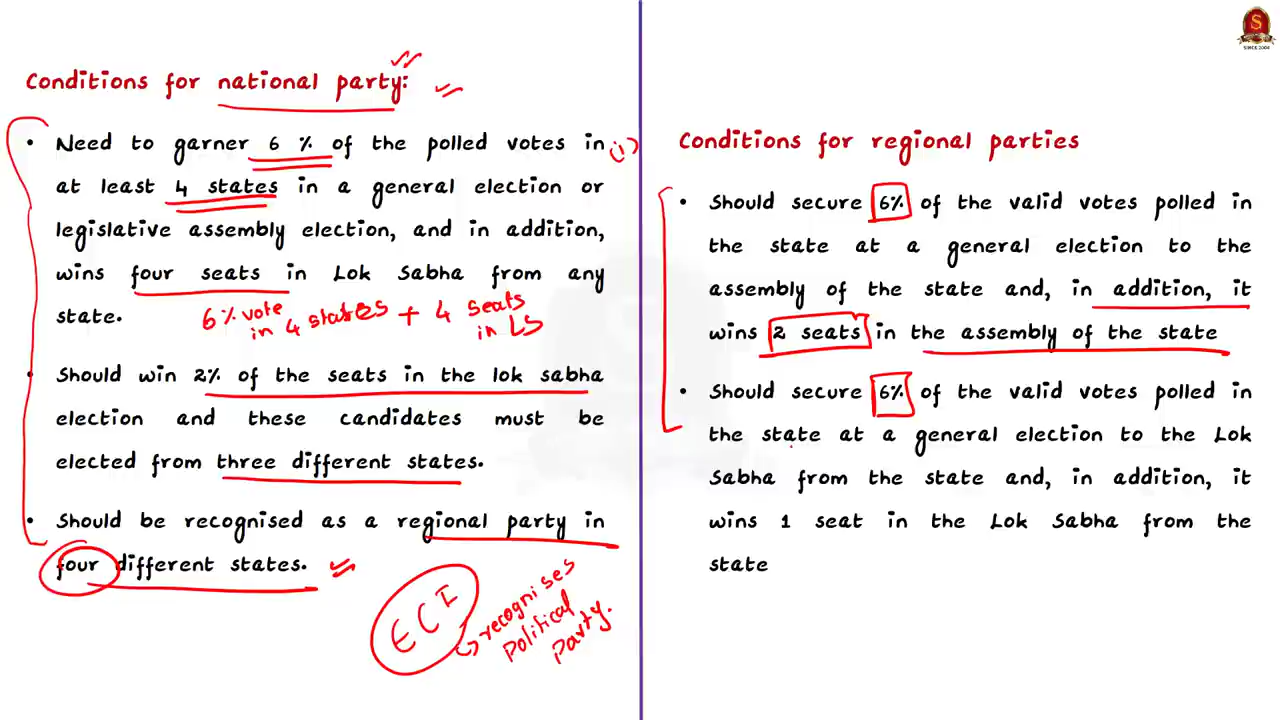 Conditions for national party:
• Need to garner 6 % of the polled votes in (1)
at least 4 states in a general election or
legislative assembly election, and in addition,
wins four seats in Lok Sabha from any
state.
6% vote in 4 states + 4 seats in LS
• Should win 2% of the seats in the lok sabha
election and these candidates must be
elected from three different states.
• Should be recognised as a regional party in
four different states.
ECI
recognises
Political
Party.
S
SINCE 2004
Conditions for regional parties
• Should secure 6% of the valid votes polled in
the state at a general election to the
assembly of the state and, in addition, it
wins 2 seats in the assembly of the state
• Should secure 6% of the valid votes polled in
the state at a general election to the Lok
Sabha from the state and, in addition, it
wins 1 seat in the Lok Sabha from the
state